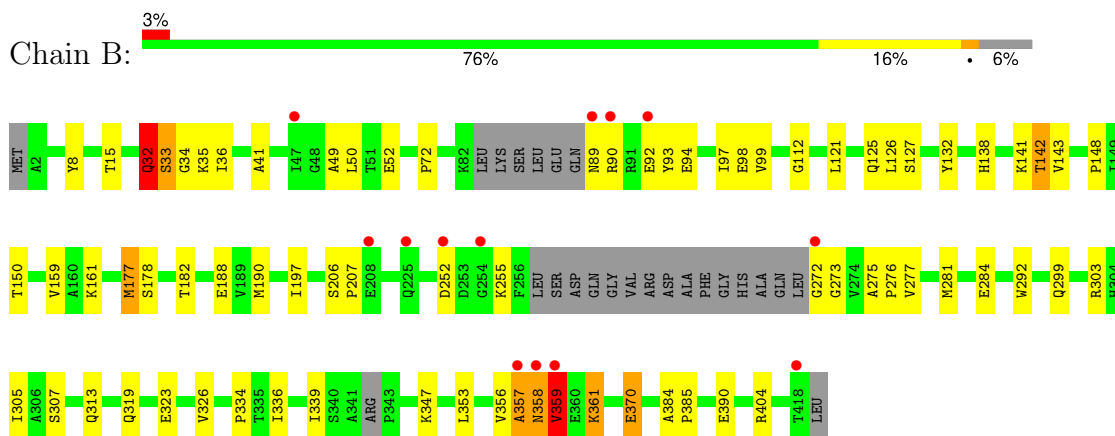 3%
Chain B:
76% 16% • 6%
MET A2 Y8 T15 Q32 S33 G34 K35 I36 A41 I47 G48 A49 L50 T51 E52 P72 K82 LEU LYS SER LEU GLU GLN N89 R90 R91 E92 Y93 E94 I97 E98 V99 G112 L121 Q125 L126 S127 Y132 H138 K141 T142 V143 P148 I149
T150 V159 A160 K161 M177 S178 T182 E188 V189 M190 I197 S206 P207 E208 Q225 D252 D253 G254 K255 F256 LEU SER ASP GLN GLY VAL ARG ASP ALA PHE GLY HIS ALA GLN LEU G272 G273 V274 A275 P276 V277 M281 E284 W292 Q299 R303 H304
I305 A306 S307 Q313 Q319 E323 V326 P334 T335 I336 I339 S340 A341 ARG P343 K347 L353 V356 A357 N358 V359 E360 K361 E370 A384 P385 E390 R404 T418 LEU